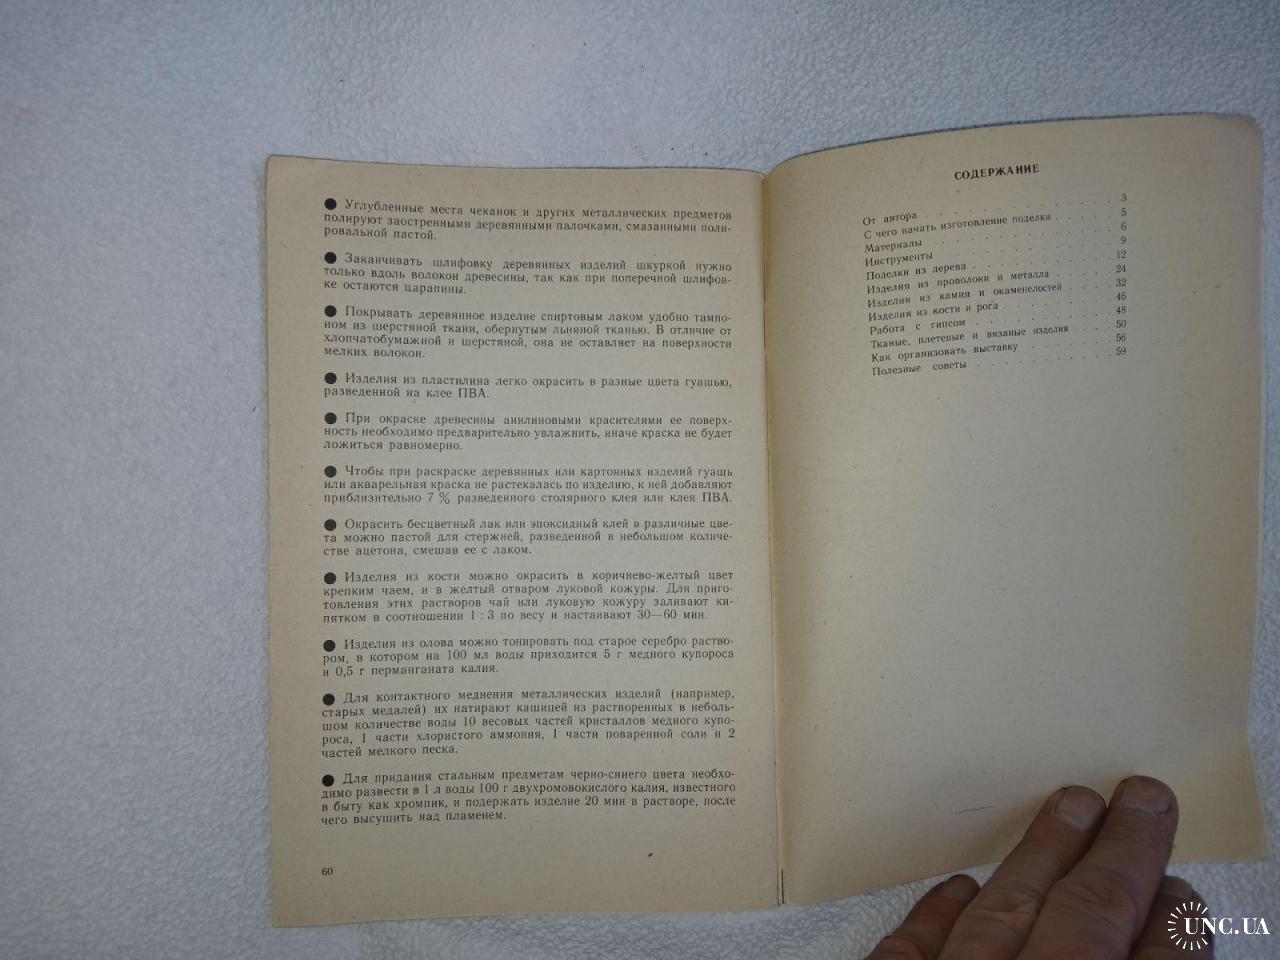 ● Углубленные места чеканок и других металлических предметов
полируют заостренными деревянными палочками, смазанными поли-
ровальной пастой.
● Заканчивать шлифовку деревянных изделий шкуркой нужно
только вдоль волокон древесины, так как при поперечной шлифов-
ке остаются царапины.
● Покрывать деревянное изделие спиртовым лаком удобно тампо-
ном из шерстяной ткани, обернутым льняной тканью. В отличие от
хлопчатобумажной и шерстяной, она не оставляет на поверхности
мелких волокон.
● Изделия из пластилина легко окрасить в разные цвета гуашью,
разведенной на клее ПВА.
● При окраске древесины анилиновыми красителями ее поверх-
ность необходимо предварительно увлажнить, иначе краска не будет
ложиться равномерно.
● Чтобы при раскраске деревянных или картонных изделий гуашь
или акварельная краска не растекалась по изделию, к ней добавляют
приблизительно 7 % разведенного столярного клея или клея ПВА.
● Окрасить бесцветный лак или эпоксидный клей в различные цве-
та можно пастой для стержней, разведенной в небольшом количе-
стве ацетона, смешав ее с лаком.
● Изделия из кости можно окрасить в коричнево-желтый цвет
крепким чаем, и в желтый отваром луковой кожуры. Для приго-
товления этих растворов чай или луковую кожуру заливают ки-
пятком в соотношении 1 : 3 по весу и настаивают 30—60 мин.
● Изделия из олова можно тонировать под старое серебро раство-
ром, в котором на 100 мл воды приходится 5 г медного купороса
и 0,5 г перманганата калия.
● Для контактного меднения металлических изделий (например,
старых медалей) их натирают кашицей из растворенных в неболь-
шом количестве воды 10 весовых частей кристаллов медного купо-
роса, 1 части хлористого аммония, 1 части поваренной соли и 2
частей мелкого песка.
● Для придания стальным предметам черно-синего цвета необхо-
димо развести в 1 л воды 100 г двухромовокислого калия, известного
в быту как хромпик, и подержать изделие 20 мин в растворе, после
чего высушить над пламенем.
60
СОДЕРЖАНИЕ
От автора . . . . . . . . . . . . . 3
С чего начать изготовление поделки . . . . . 5
Материалы . . . . . . . . . . . . 6
Инструменты . . . . . . . . . . . . 9
Поделки из дерева . . . . . . . . . . 12
Изделия из проволоки и металла . . . . . 24
Изделия из камня и окаменелостей . . . . 32
Изделия из кости и рога . . . . . . . . 46
Работа с гипсом . . . . . . . . . . 48
Тканые, плетеные и вязаные изделия . . . 50
Как организовать выставку . . . . . . . 56
Полезные советы . . . . . . . . . . 59
UNC.UA